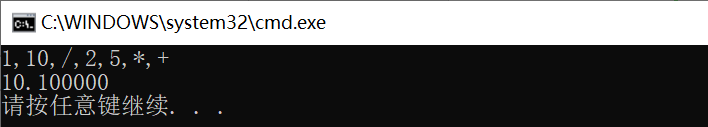 C:\WINDOWS\system32\cmd.exe
1,10,/,2,5,*,+
10.100000
请按任意键继续. . .